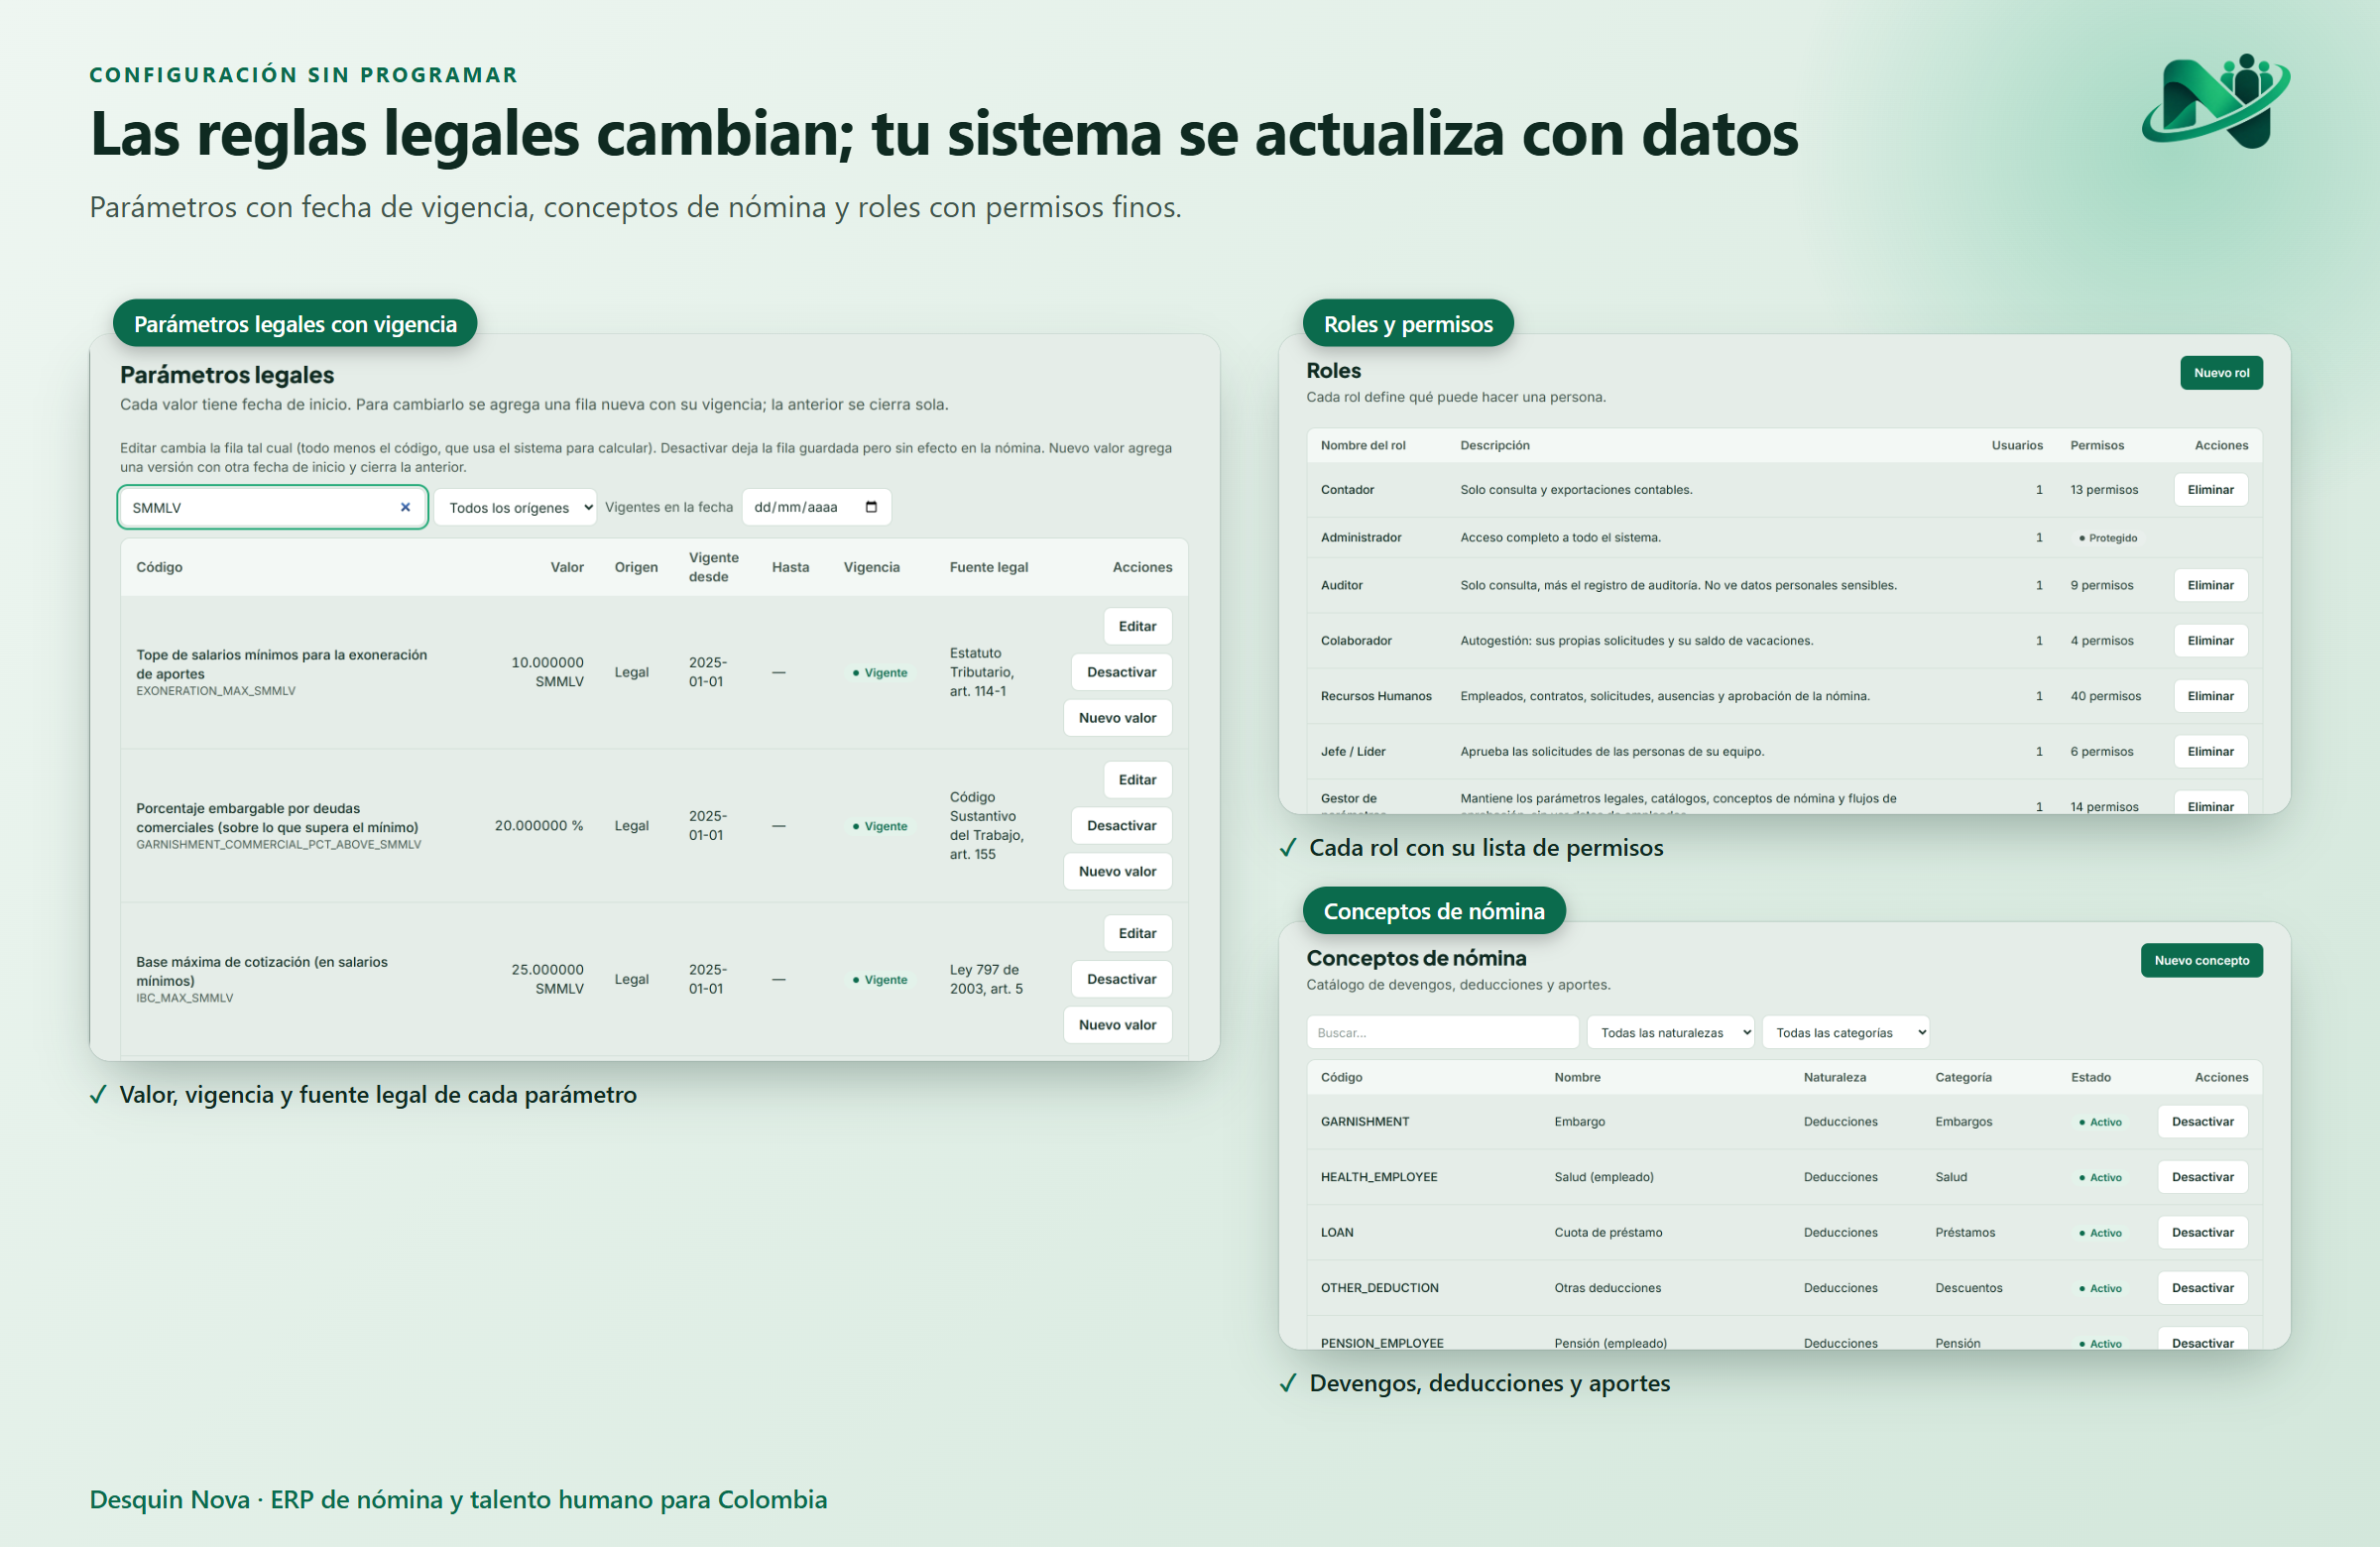 CONFIGURACIÓN SIN PROGRAMAR
Las reglas legales cambian; tu sistema se actualiza con datos
Parámetros con fecha de vigencia, conceptos de nómina y roles con permisos finos.
Parámetros legales con vigencia
Parámetros legales
Cada valor tiene fecha de inicio. Para cambiarlo se agrega una fila nueva con su vigencia; la anterior se cierra sola.
Editar cambia la fila tal cual (todo menos el código, que usa el sistema para calcular). Desactivar deja la fila guardada pero sin efecto en la nómina. Nuevo valor agrega
una versión con otra fecha de inicio y cierra la anterior.
SMMLV × Todos los orígenes Vigentes en la fecha dd/mm/aaaa
Código Valor Origen Vigente desde Hasta Vigencia Fuente legal Acciones
Tope de salarios mínimos para la exoneración
de aportes
EXONERATION_MAX_SMMLV
10.000000
SMMLV
Legal
2025-
01-01
—
Vigente
Estatuto
Tributario,
art. 114-1
Editar
Desactivar
Nuevo valor
Porcentaje embargable por deudas
comerciales (sobre lo que supera el mínimo)
GARNISHMENT_COMMERCIAL_PCT_ABOVE_SMMLV
20.000000 %
Legal
2025-
01-01
—
Vigente
Código
Sustantivo
del Trabajo,
art. 155
Editar
Desactivar
Nuevo valor
Base máxima de cotización (en salarios
mínimos)
IBC_MAX_SMMLV
25.000000
SMMLV
Legal
2025-
01-01
—
Vigente
Ley 797 de
2003, art. 5
Editar
Desactivar
Nuevo valor
✓ Valor, vigencia y fuente legal de cada parámetro
Roles y permisos
Roles
Nuevo rol
Cada rol define qué puede hacer una persona.
Nombre del rol Descripción Usuarios Permisos Acciones
Contador Solo consulta y exportaciones contables. 1 13 permisos Eliminar
Administrador Acceso completo a todo el sistema. 1 Protegido
Auditor Solo consulta, más el registro de auditoría. No ve datos personales sensibles. 1 9 permisos Eliminar
Colaborador Autogestión: sus propias solicitudes y su saldo de vacaciones. 1 4 permisos Eliminar
Recursos Humanos Empleados, contratos, solicitudes, ausencias y aprobación de la nómina. 1 40 permisos Eliminar
Jefe / Líder Aprueba las solicitudes de las personas de su equipo. 1 6 permisos Eliminar
Gestor de Mantiene los parámetros legales, catálogos, conceptos de nómina y flujos de 1 14 permisos Eliminar
✓ Cada rol con su lista de permisos
Conceptos de nómina
Conceptos de nómina
Nuevo concepto
Catálogo de devengos, deducciones y aportes.
Buscar... Todas las naturalezas Todas las categorías
Código Nombre Naturaleza Categoría Estado Acciones
GARNISHMENT Embargo Deducciones Embargos Activo Desactivar
HEALTH_EMPLOYEE Salud (empleado) Deducciones Salud Activo Desactivar
LOAN Cuota de préstamo Deducciones Préstamos Activo Desactivar
OTHER_DEDUCTION Otras deducciones Deducciones Descuentos Activo Desactivar
PENSION_EMPLOYEE Pensión (empleado) Deducciones Pensión Activo Desactivar
✓ Devengos, deducciones y aportes
Desquin Nova · ERP de nómina y talento humano para Colombia